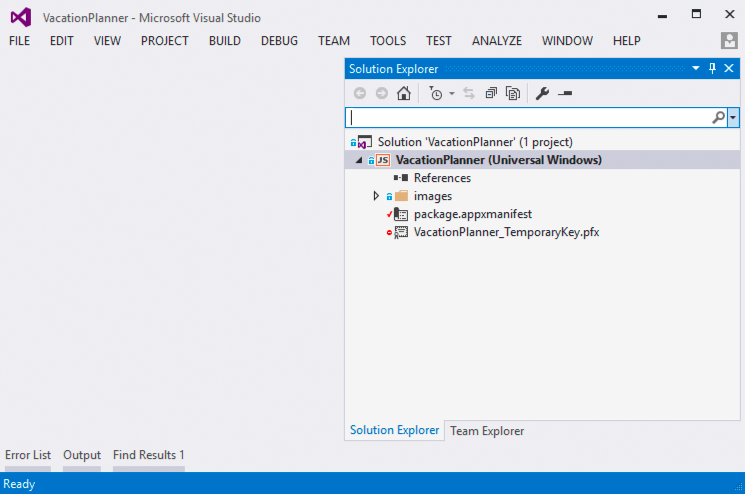 VacationPlanner - Microsoft Visual Studio
FILE EDIT VIEW PROJECT BUILD DEBUG TEAM TOOLS TEST ANALYZE WINDOW HELP
Solution Explorer
Solution 'VacationPlanner' (1 project)
JS VacationPlanner (Universal Windows)
References
images
package.appxmanifest
VacationPlanner_TemporaryKey.pfx
Solution Explorer Team Explorer
Error List Output Find Results 1
Ready